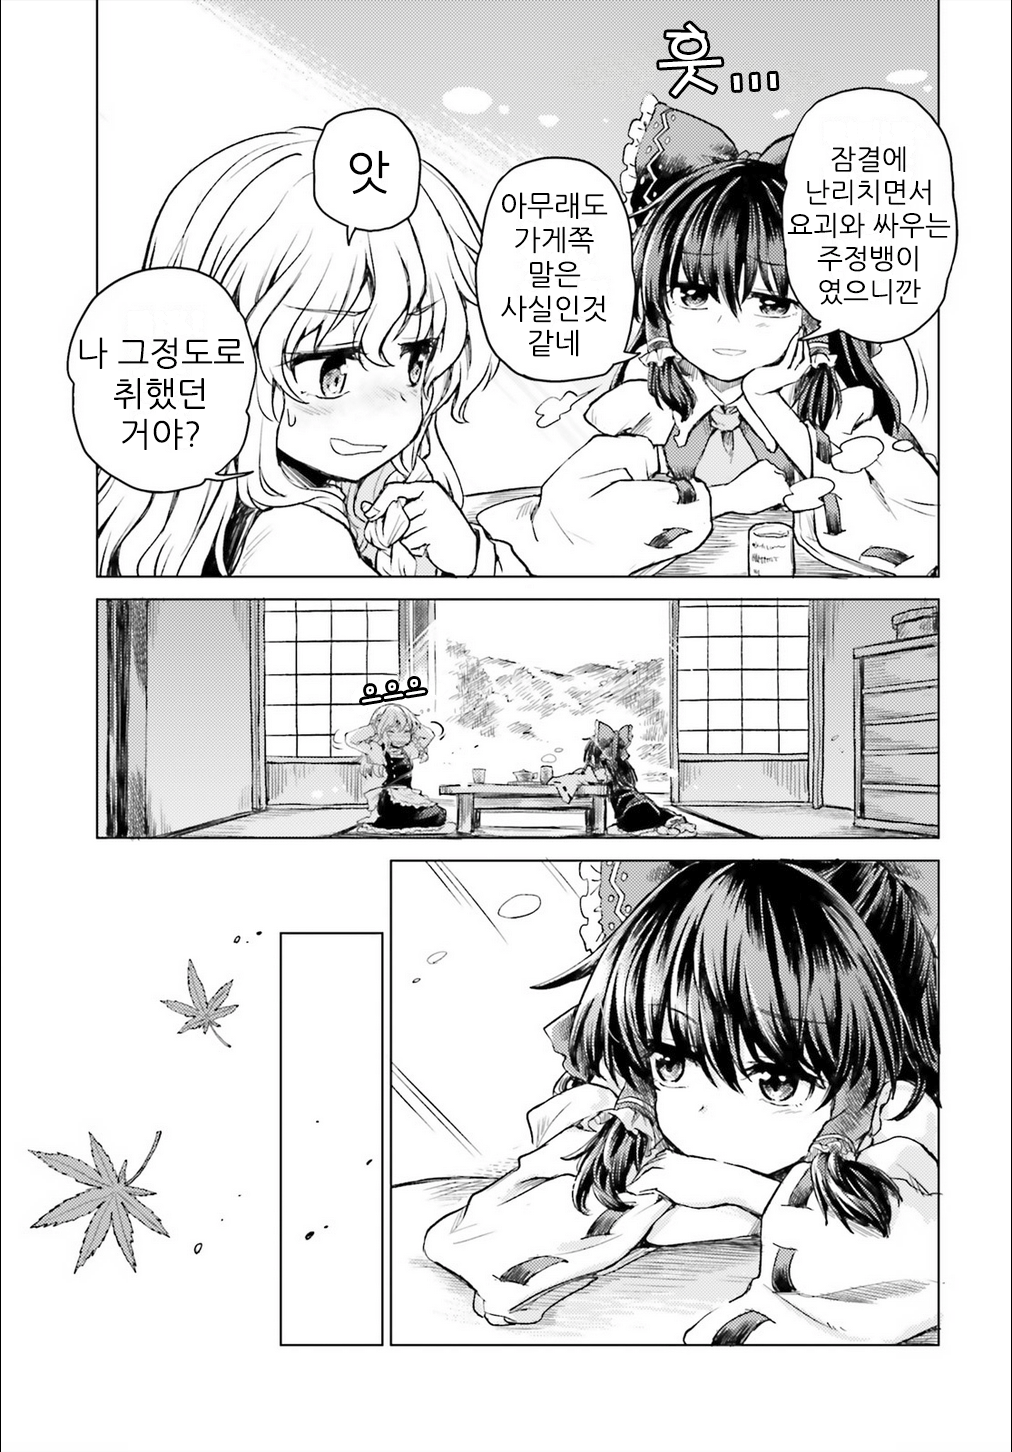 흣...
잠결에
난리치면서
요괴와 싸우는
주정뱅이
였으니깐
아무래도
가게쪽
말은
사실인것
같네
앗
나 그정도로
취했던
거야?
으으으